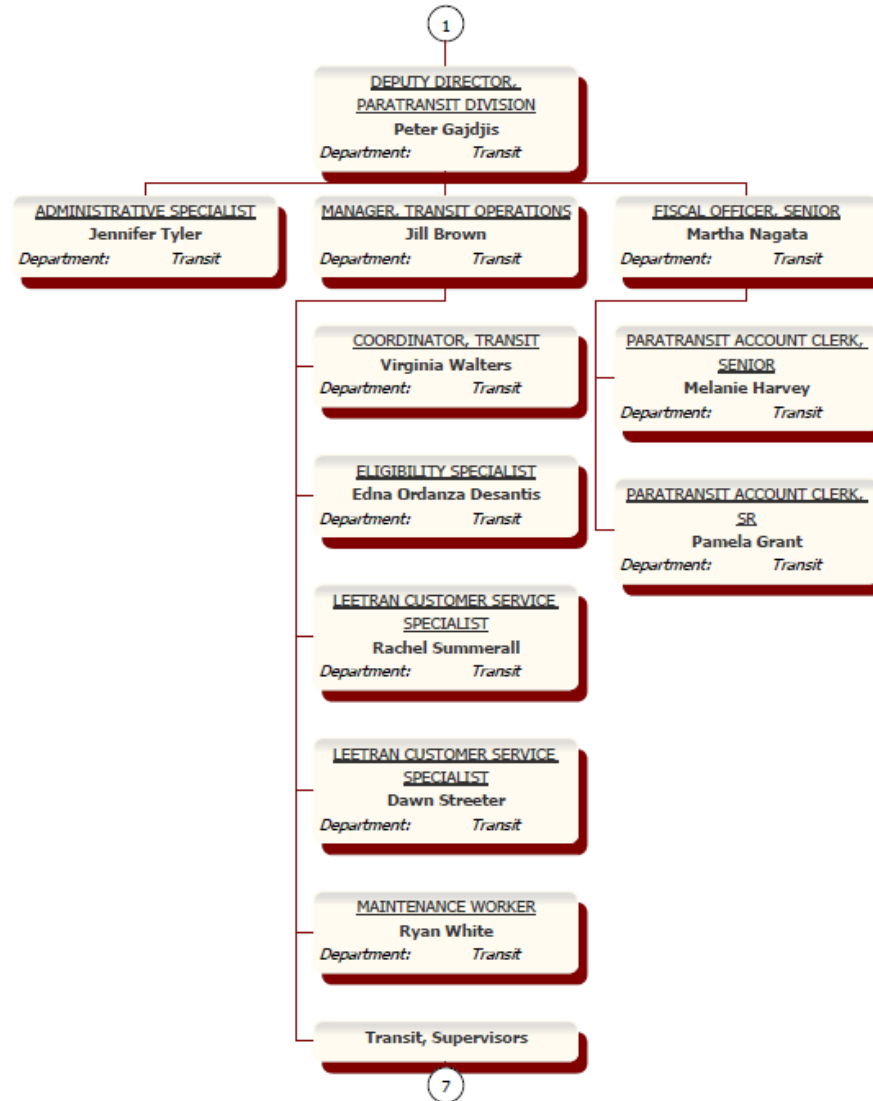 1
DEPUTY DIRECTOR,
PARATRANSIT DIVISION
Peter Gajdjis
Department: Transit
ADMINISTRATIVE SPECIALIST
Jennifer Tyler
Department: Transit
MANAGER, TRANSIT OPERATIONS
Jill Brown
Department: Transit
FISCAL OFFICER, SENIOR
Martha Nagata
Department: Transit
COORDINATOR, TRANSIT
Virginia Walters
Department: Transit
ELIGIBILITY SPECIALIST
Edna Ordanza Desantis
Department: Transit
LEETRAN CUSTOMER SERVICE
SPECIALIST
Rachel Summerall
Department: Transit
LEETRAN CUSTOMER SERVICE
SPECIALIST
Dawn Streeter
Department: Transit
MAINTENANCE WORKER
Ryan White
Department: Transit
Transit, Supervisors
7
PARATRANSIT ACCOUNT CLERK,
SENIOR
Melanie Harvey
Department: Transit
PARATRANSIT ACCOUNT CLERK,
SR
Pamela Grant
Department: Transit